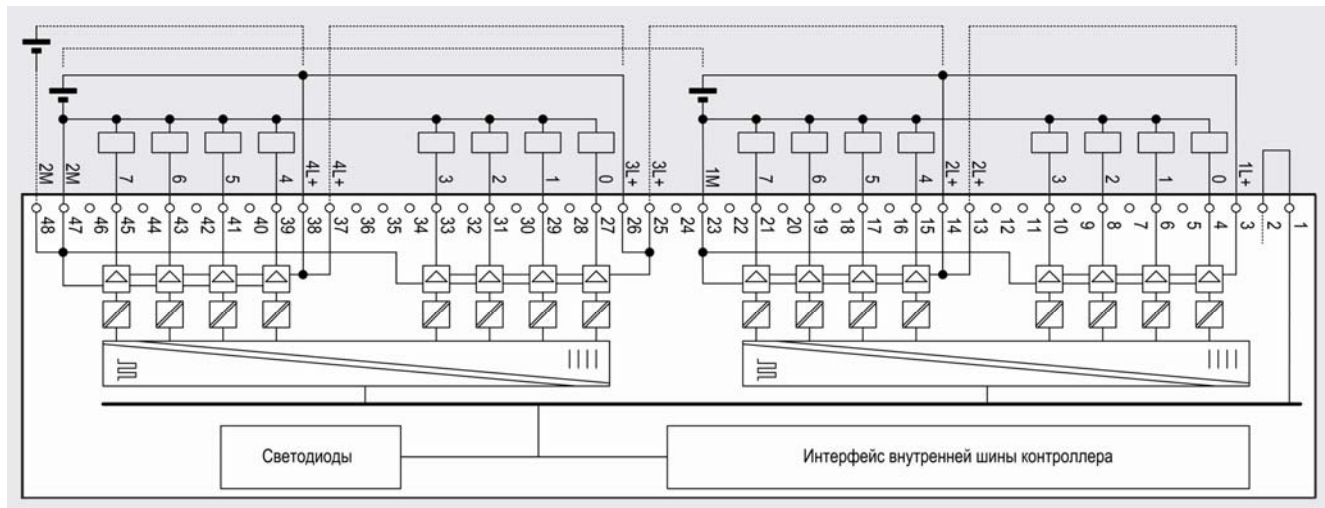 2M 2M 7 6 5 4 4L+ 4L+ 3 2 1 0 3L+ 3L+ 1M 7 6 5 4 2L+ 2L+ 3 2 1 0 1L+
48 47 46 45 44 43 42 41 40 39 38 37 36 35 34 33 32 31 30 29 28 27 26 25 24 23 22 21 20 19 18 17 16 15 14 13 12 11 10 9 8 7 6 5 4 3 2 1
Светодиоды
Интерфейс внутренней шины контроллера